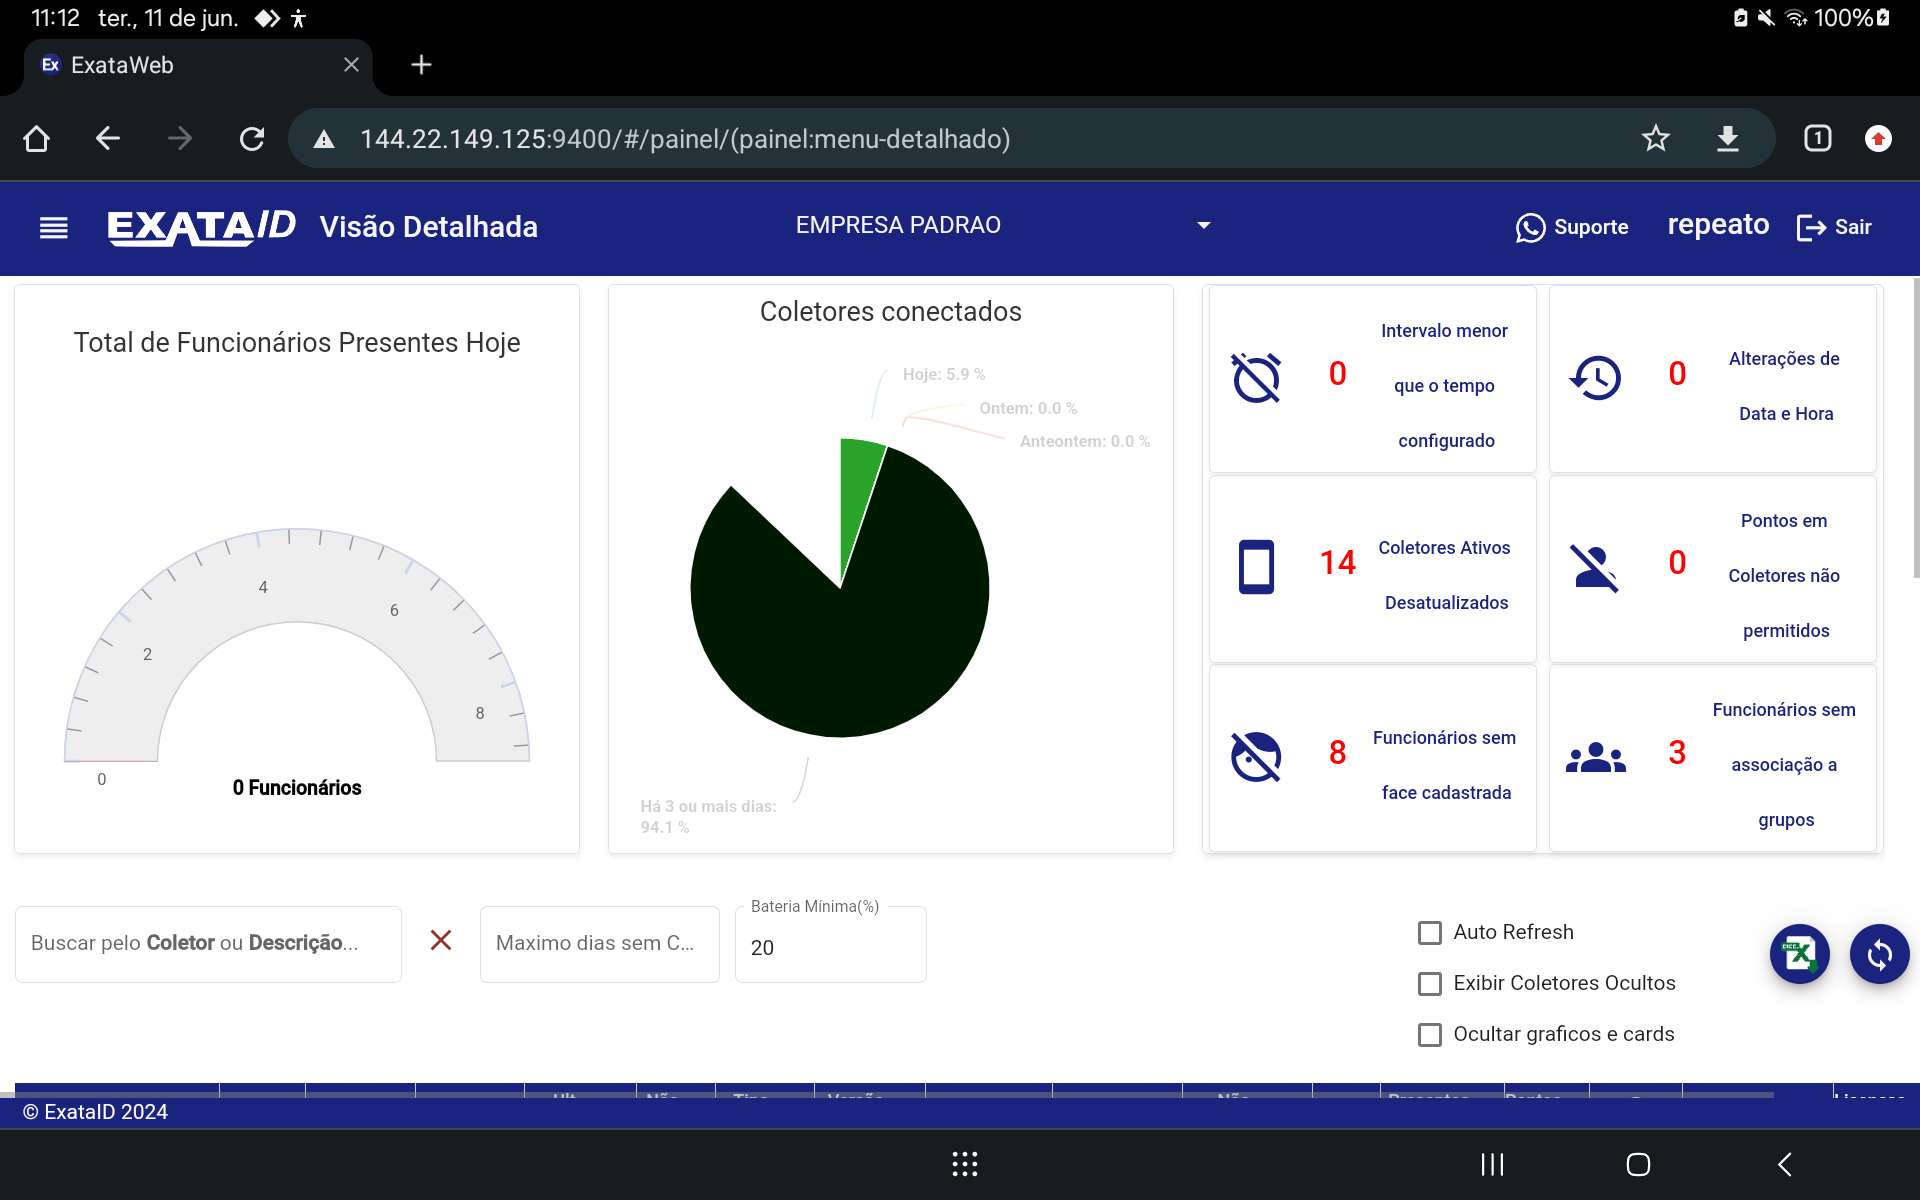 11:12 ter., 11 de jun.
100%
Ex ExataWeb
144.22.149.125:9400/#/painel/(painel:menu-detalhado)
1
EXATAID Visão Detalhada
EMPRESA PADRAO
Suporte
repeato
Sair
Total de Funcionários Presentes Hoje
0
2
4
6
8
0 Funcionários
Coletores conectados
Hoje: 5.9 %
Ontem: 0.0 %
Anteontem: 0.0 %
Há 3 ou mais dias:
94.1 %
0
Intervalo menor
que o tempo
configurado
0
Alterações de
Data e Hora
14
Coletores Ativos
Desatualizados
0
Pontos em
Coletores não
permitidos
8
Funcionários sem
face cadastrada
3
Funcionários sem
associação a
grupos
Buscar pelo Coletor ou Descrição...
Maximo dias sem C...
Bateria Mínima(%)
20
Auto Refresh
Exibir Coletores Ocultos
Ocultar graficos e cards
© ExataID 2024